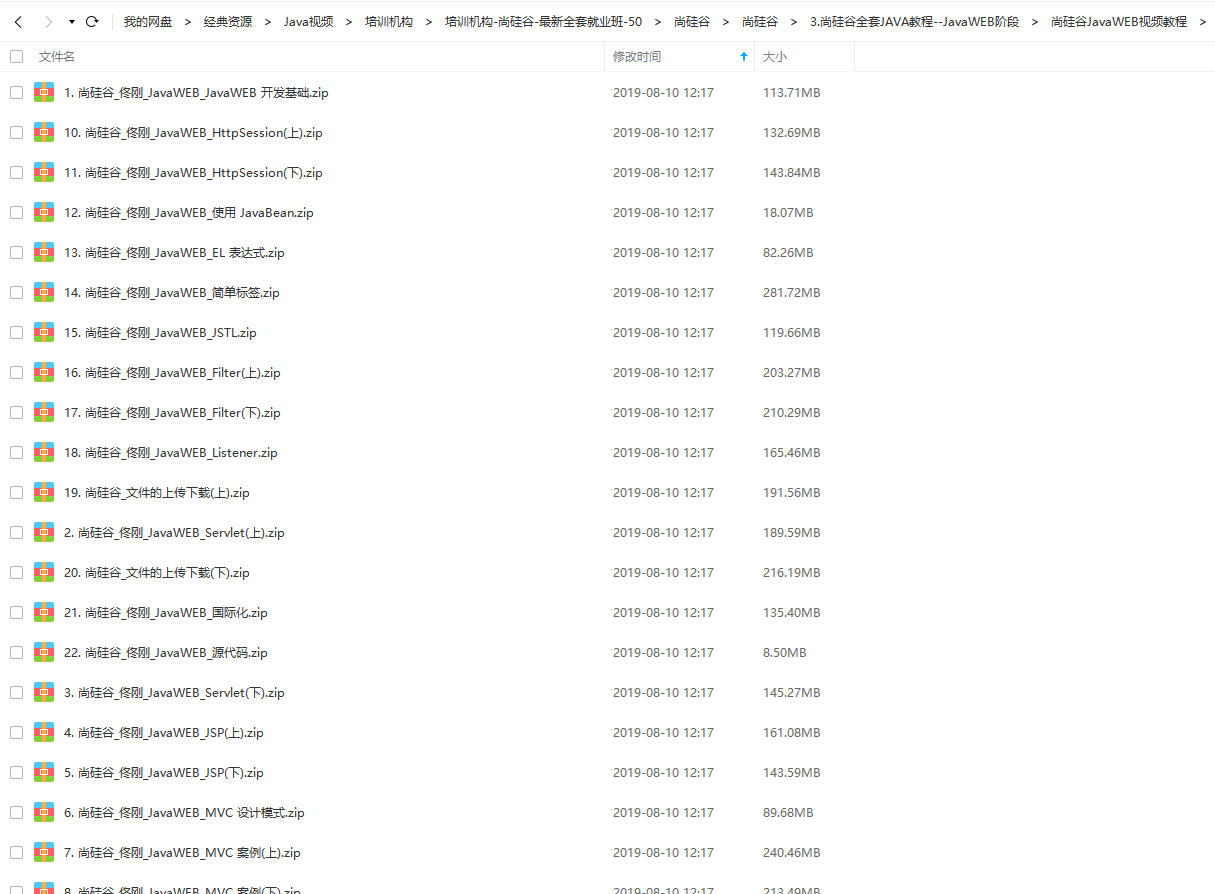 我的网盘 > 经典资源 > Java视频 > 培训机构 > 培训机构-尚硅谷-最新全套就业班-50 > 尚硅谷 > 尚硅谷 > 3.尚硅谷全套JAVA教程--JavaWEB阶段 > 尚硅谷JavaWEB视频教程 >
文件名 修改时间 大小
1. 尚硅谷_佟刚_JavaWEB_JavaWEB 开发基础.zip 2019-08-10 12:17 113.71MB
10. 尚硅谷_佟刚_JavaWEB_HttpSession(上).zip 2019-08-10 12:17 132.69MB
11. 尚硅谷_佟刚_JavaWEB_HttpSession(下).zip 2019-08-10 12:17 143.84MB
12. 尚硅谷_佟刚_JavaWEB_使用 JavaBean.zip 2019-08-10 12:17 18.07MB
13. 尚硅谷_佟刚_JavaWEB_EL 表达式.zip 2019-08-10 12:17 82.26MB
14. 尚硅谷_佟刚_JavaWEB_简单标签.zip 2019-08-10 12:17 281.72MB
15. 尚硅谷_佟刚_JavaWEB_JSTL.zip 2019-08-10 12:17 119.66MB
16. 尚硅谷_佟刚_JavaWEB_Filter(上).zip 2019-08-10 12:17 203.27MB
17. 尚硅谷_佟刚_JavaWEB_Filter(下).zip 2019-08-10 12:17 210.29MB
18. 尚硅谷_佟刚_JavaWEB_Listener.zip 2019-08-10 12:17 165.46MB
19. 尚硅谷_文件的上传下载(上).zip 2019-08-10 12:17 191.56MB
2. 尚硅谷_佟刚_JavaWEB_Servlet(上).zip 2019-08-10 12:17 189.59MB
20. 尚硅谷_文件的上传下载(下).zip 2019-08-10 12:17 216.19MB
21. 尚硅谷_佟刚_JavaWEB_国际化.zip 2019-08-10 12:17 135.40MB
22. 尚硅谷_佟刚_JavaWEB_源代码.zip 2019-08-10 12:17 8.50MB
3. 尚硅谷_佟刚_JavaWEB_Servlet(下).zip 2019-08-10 12:17 145.27MB
4. 尚硅谷_佟刚_JavaWEB_JSP(上).zip 2019-08-10 12:17 161.08MB
5. 尚硅谷_佟刚_JavaWEB_JSP(下).zip 2019-08-10 12:17 143.59MB
6. 尚硅谷_佟刚_JavaWEB_MVC 设计模式.zip 2019-08-10 12:17 89.68MB
7. 尚硅谷_佟刚_JavaWEB_MVC 案例(上).zip 2019-08-10 12:17 240.46MB
8. 尚硅谷_佟刚_JavaWEB_MVC 案例(下).zip 2019-08-10 12:17 213.49MB